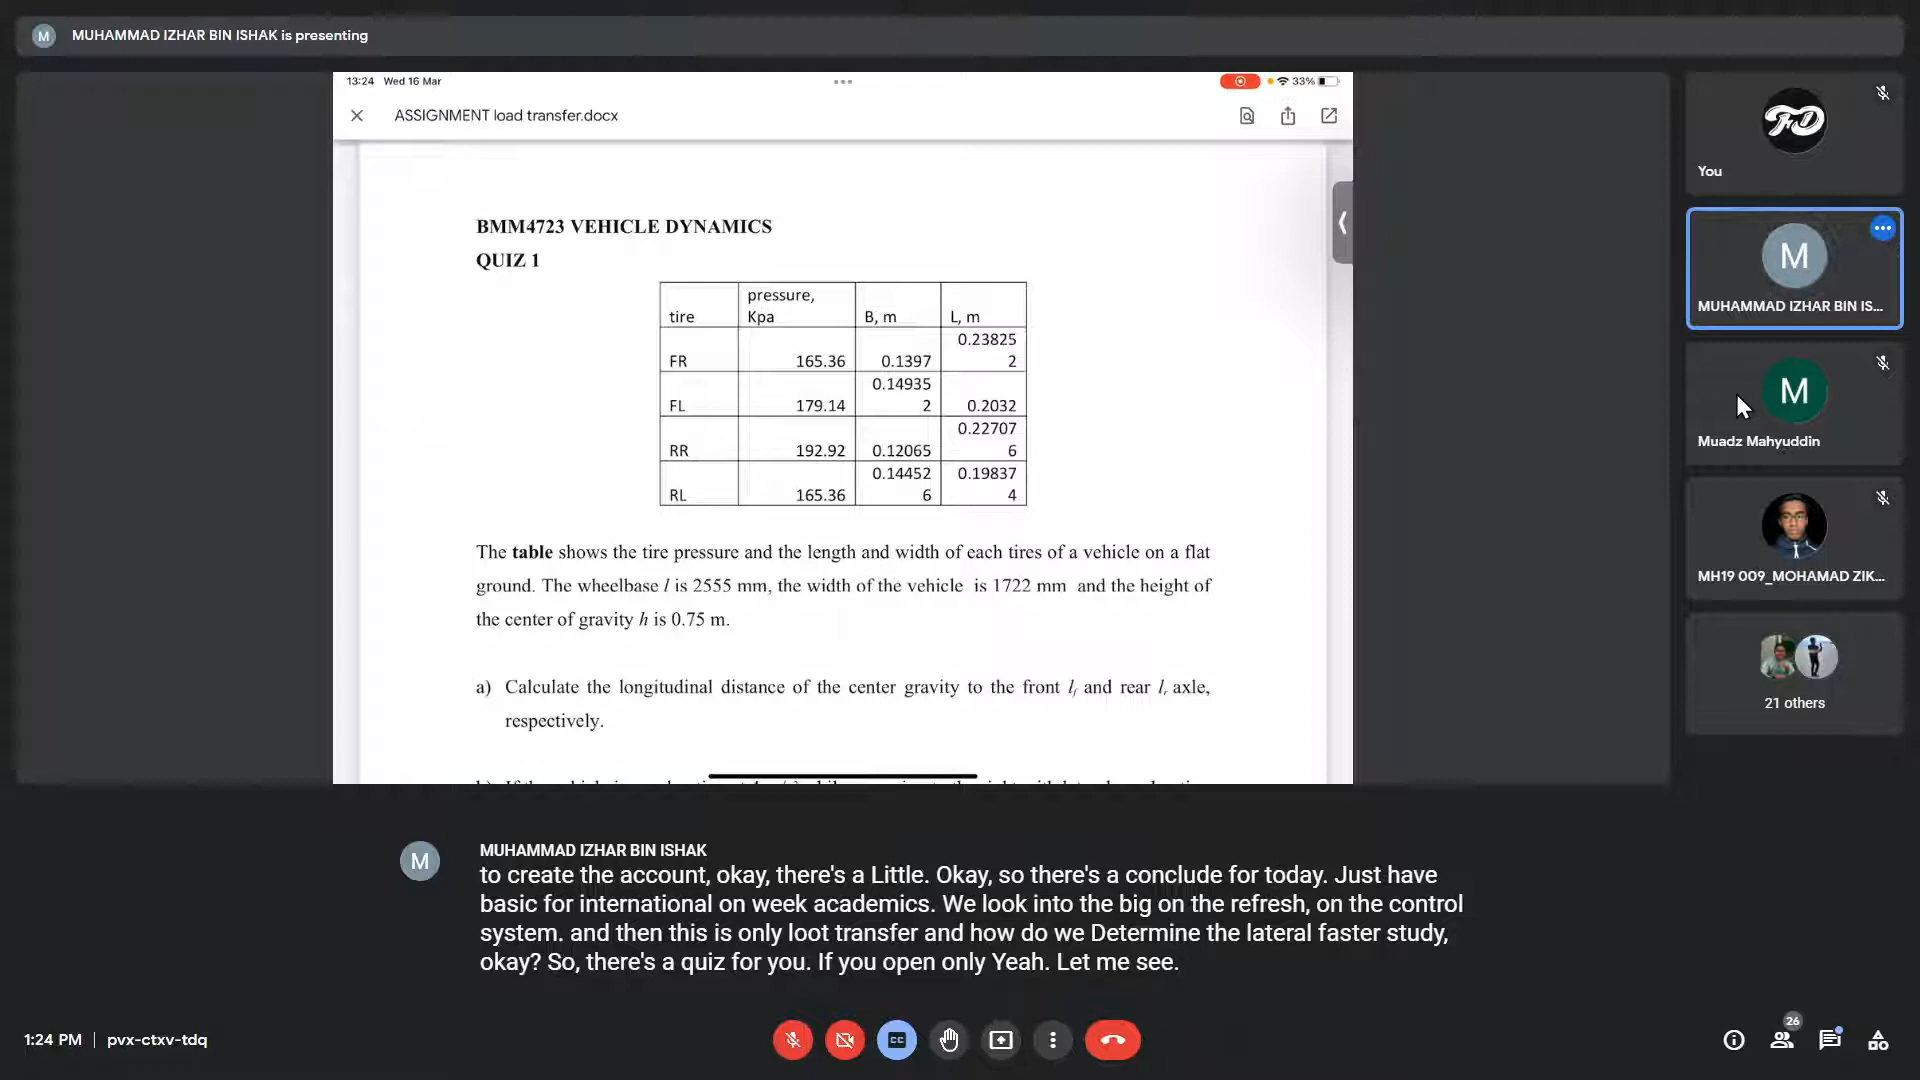 M MUHAMMAD IZHAR BIN ISHAK is presenting
13:24 Wed 16 Mar
33%
ASSIGNMENT load transfer.docx
BMM4723 VEHICLE DYNAMICS
QUIZ 1
tire pressure, Kpa B, m L, m
FR 165.36 0.1397 0.238252
FL 179.14 0.149352 0.2032
RR 192.92 0.12065 0.227076
RL 165.36 0.144526 0.198374
The table shows the tire pressure and the length and width of each tires of a vehicle on a flat
ground. The wheelbase l is 2555 mm, the width of the vehicle is 1722 mm and the height of
the center of gravity h is 0.75 m.
a) Calculate the longitudinal distance of the center gravity to the front lf and rear lr axle,
respectively.
You
M
MUHAMMAD IZHAR BIN IS...
M
Muadz Mahyuddin
MH19 009_MOHAMAD ZIK...
21 others
M
MUHAMMAD IZHAR BIN ISHAK
to create the account, okay, there's a Little. Okay, so there's a conclude for today. Just have
basic for international on week academics. We look into the big on the refresh, on the control
system. and then this is only loot transfer and how do we Determine the lateral faster study,
okay? So, there's a quiz for you. If you open only Yeah. Let me see.
1:24 PM | pvx-ctxv-tdq
CC
26